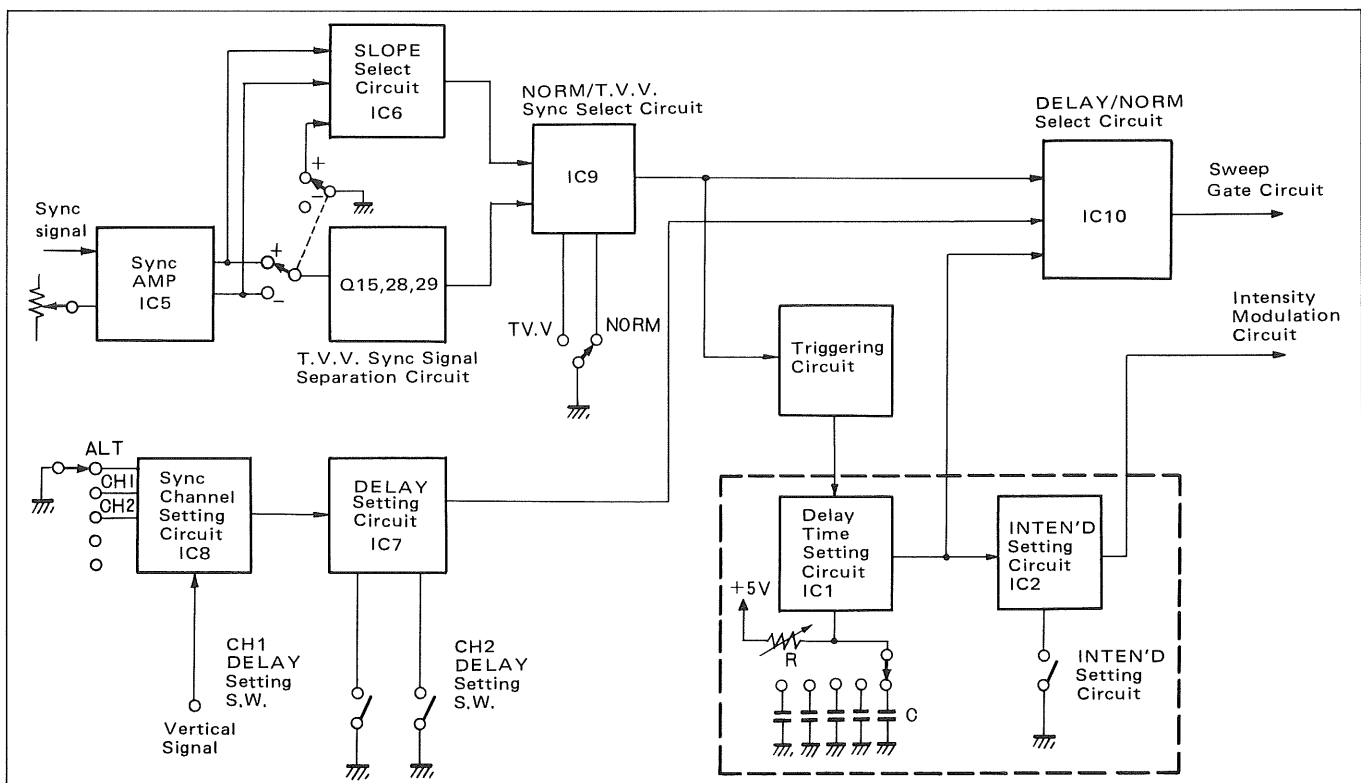 SLOPE
Select
Circuit
IC6
NORM/T.V.V.
Sync Select Circuit
IC9
DELAY/NORM
Select Circuit
IC10
Sweep
Gate Circuit
Sync
signal
+
-
Sync
AMP
IC5
+
-
Q15,28,29
T.V.V. Sync Signal
Separation Circuit
TV.V
NORM
Triggering
Circuit
Intensity
Modulation
Circuit
ALT
CH1
CH2
Sync
Channel
Setting
Circuit
IC8
DELAY
Setting
Circuit
IC7
Delay
Time
Setting
Circuit
IC1
INTEN'D
Setting
Circuit
IC2
+5V
R
C
CH1
DELAY
Setting
S.W.
CH2
DELAY
Setting
S.W.
INTEN'D
Setting
Circuit
Vertical
Signal